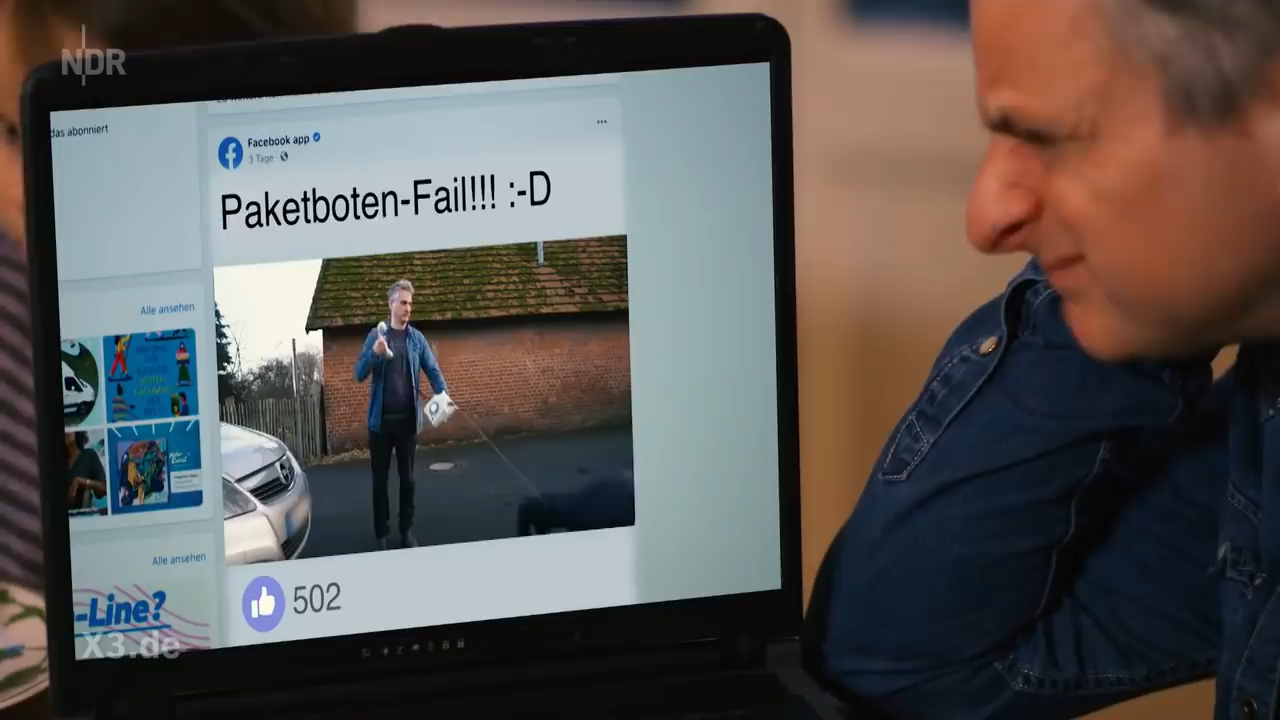 NDR
das abonniert
Facebook app
3 Tage
Paketboten-Fail!!! :-D
Alle ansehen
Alle ansehen
-Line?
502
X3.de